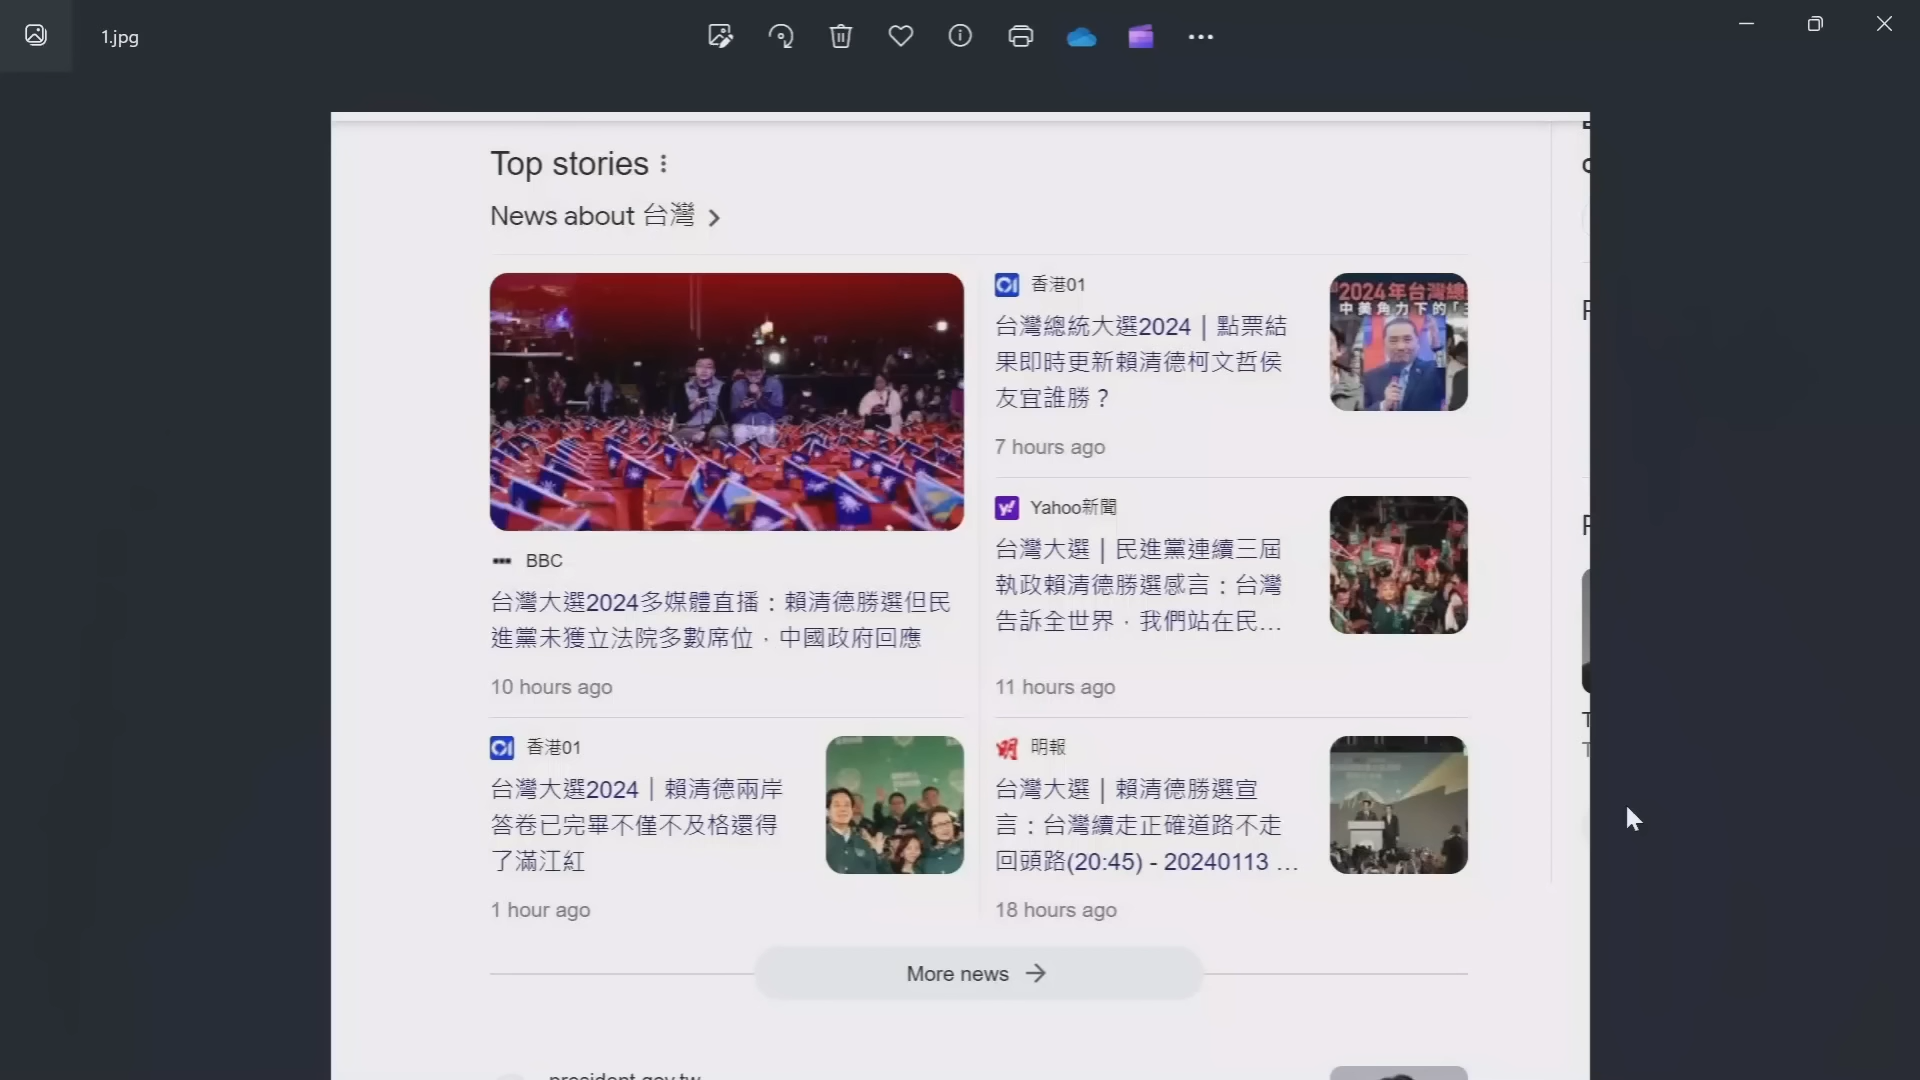 1.jpg
Top stories
News about 台灣
BBC
台灣大選2024多媒體直播：賴清德勝選但民
進黨未獲立法院多數席位，中國政府回應
10 hours ago
香港01
台灣總統大選2024｜點票結
果即時更新賴清德柯文哲侯
友宜誰勝？
7 hours ago
2024年台灣總
中美角力下的「三
Yahoo新聞
台灣大選｜民進黨連續三屆
執政賴清德勝選感言：台灣
告訴全世界，我們站在民...
11 hours ago
香港01
台灣大選2024｜賴清德兩岸
答卷已完畢不僅不及格還得
了滿江紅
1 hour ago
明報
台灣大選｜賴清德勝選宣
言：台灣續走正確道路不走
回頭路(20:45) - 20240113 ...
18 hours ago
More news
president.gov.tw